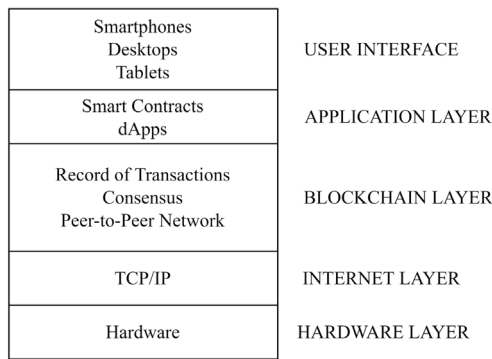 Smartphones
Desktops
Tablets
USER INTERFACE
Smart Contracts
dApps
APPLICATION LAYER
Record of Transactions
Consensus
Peer-to-Peer Network
BLOCKCHAIN LAYER
TCP/IP
INTERNET LAYER
Hardware
HARDWARE LAYER